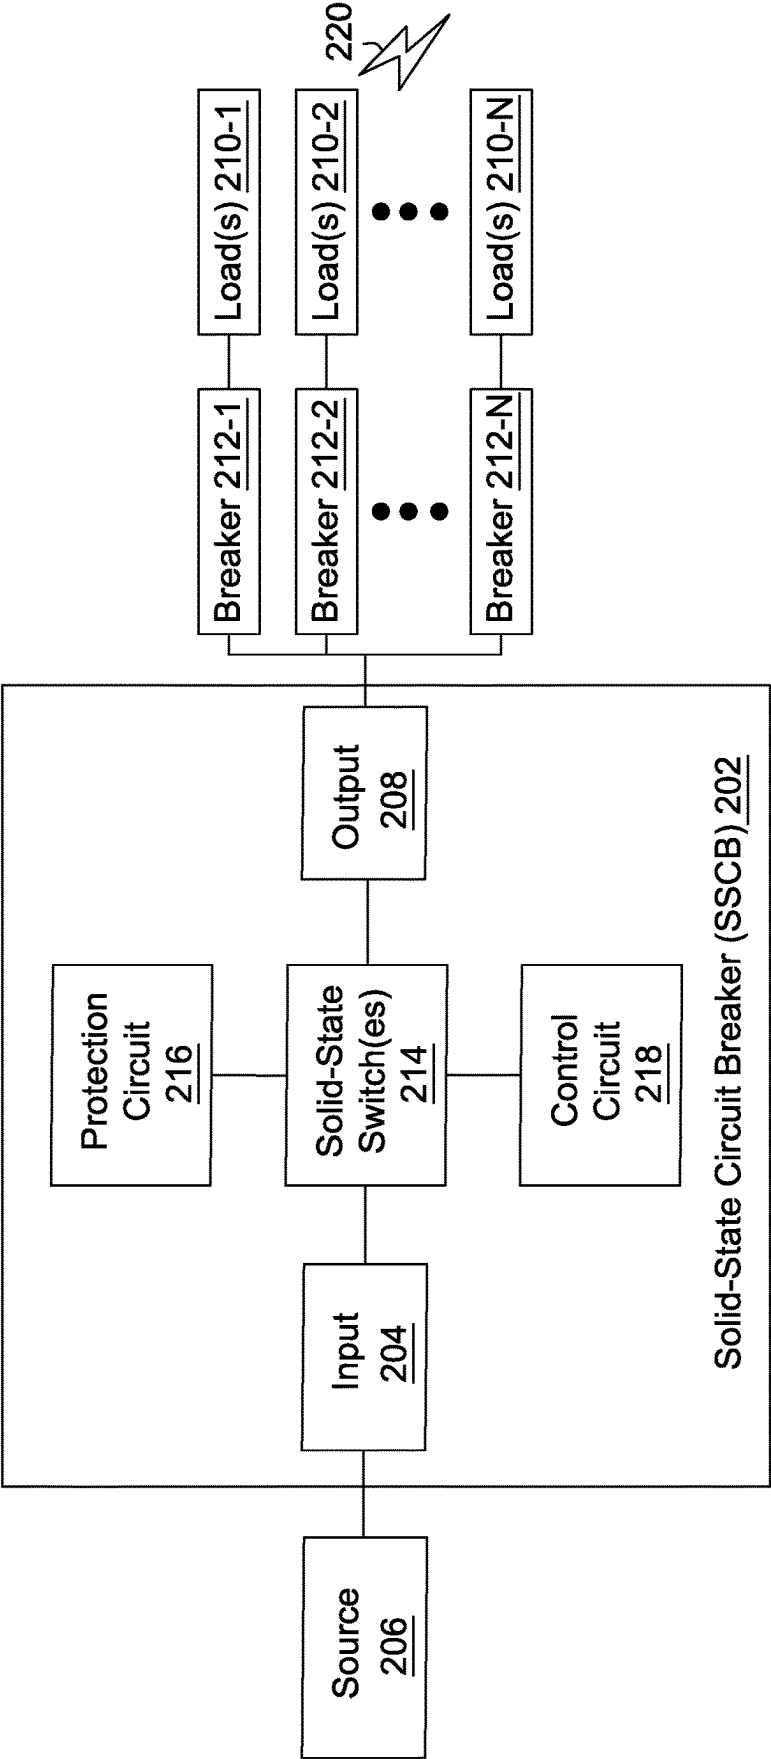 Source
206
Input
204
Protection
Circuit
216
Solid-State
Switch(es)
214
Control
Circuit
218
Output
208
Solid-State Circuit Breaker (SSCB) 202
Breaker 212-1
Load(s) 210-1
Breaker 212-2
Load(s) 210-2
Breaker 212-N
Load(s) 210-N
220